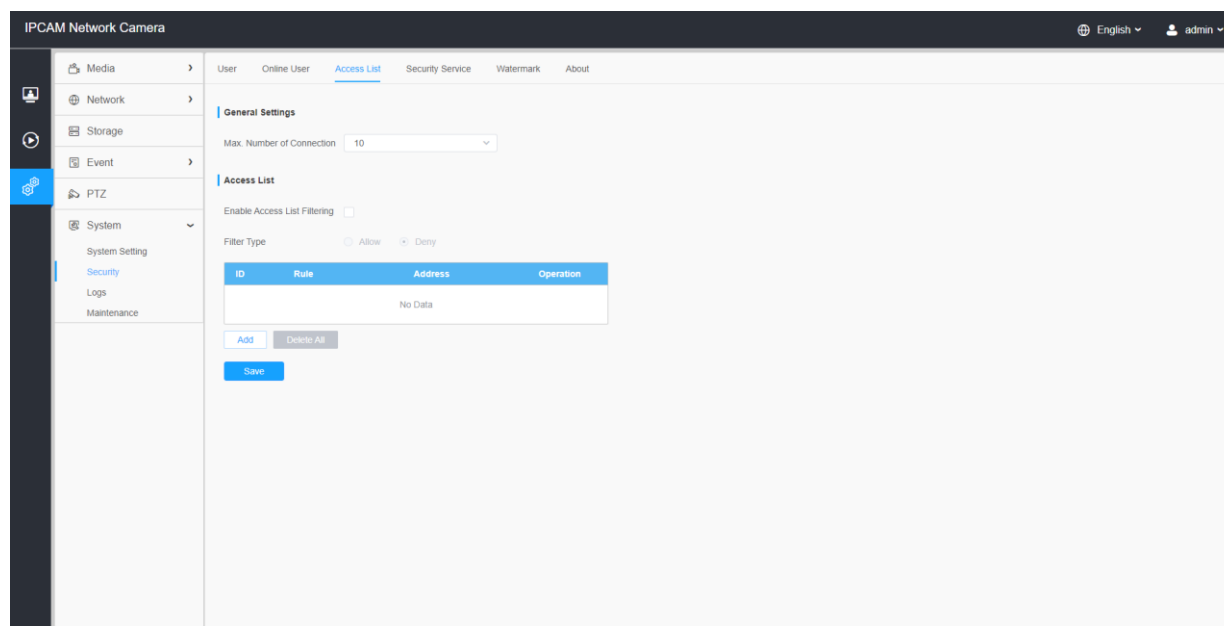 IPCAM Network Camera
English
admin
Media
Network
Storage
Event
PTZ
System
System Setting
Security
Logs
Maintenance
User Online User Access List Security Service Watermark About
General Settings
Max. Number of Connection 10
Access List
Enable Access List Filtering
Filter Type Allow Deny
ID Rule Address Operation
No Data
Add Delete All
Save